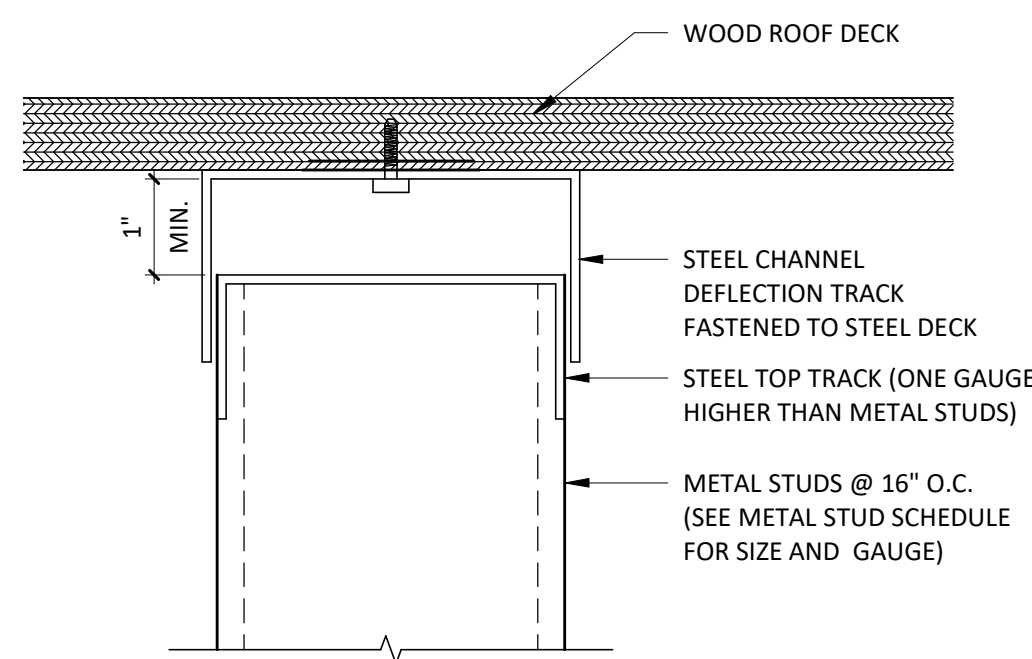 WOOD ROOF DECK
1"
MIN.
STEEL CHANNEL
DEFLECTION TRACK
FASTENED TO STEEL DECK
STEEL TOP TRACK (ONE GAUGE
HIGHER THAN METAL STUDS)
METAL STUDS @ 16" O.C.
(SEE METAL STUD SCHEDULE
FOR SIZE AND  GAUGE)